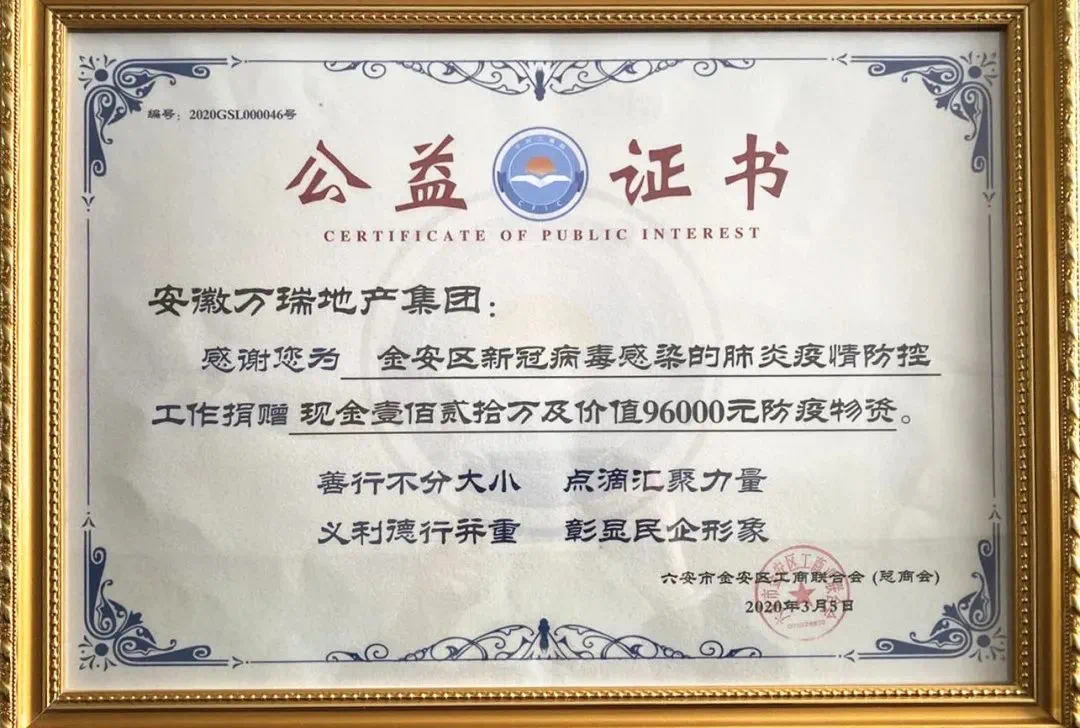 编号：2020GSL000046号
公益证书
CERTIFICATE OF PUBLIC INTEREST
安徽万瑞地产集团：
感谢您为 金安区新冠病毒感染的肺炎疫情防控
工作捐赠 现金壹佰贰拾万及价值96000元防疫物资。
善行不分大小 点滴汇聚力量
义利德行并重 彰显民企形象
六安市金安区工商业联合会（总商会）
2020年3月5日